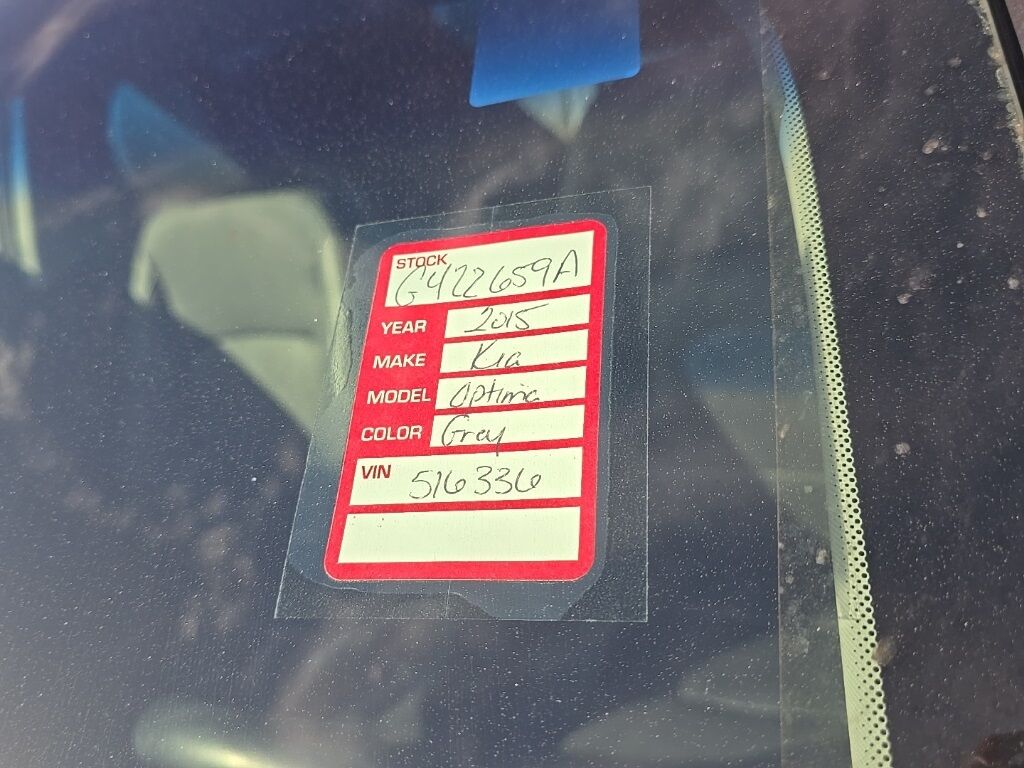 STOCK
G422659A
YEAR 2015
MAKE Kia
MODEL Optima
COLOR Grey
VIN 516336